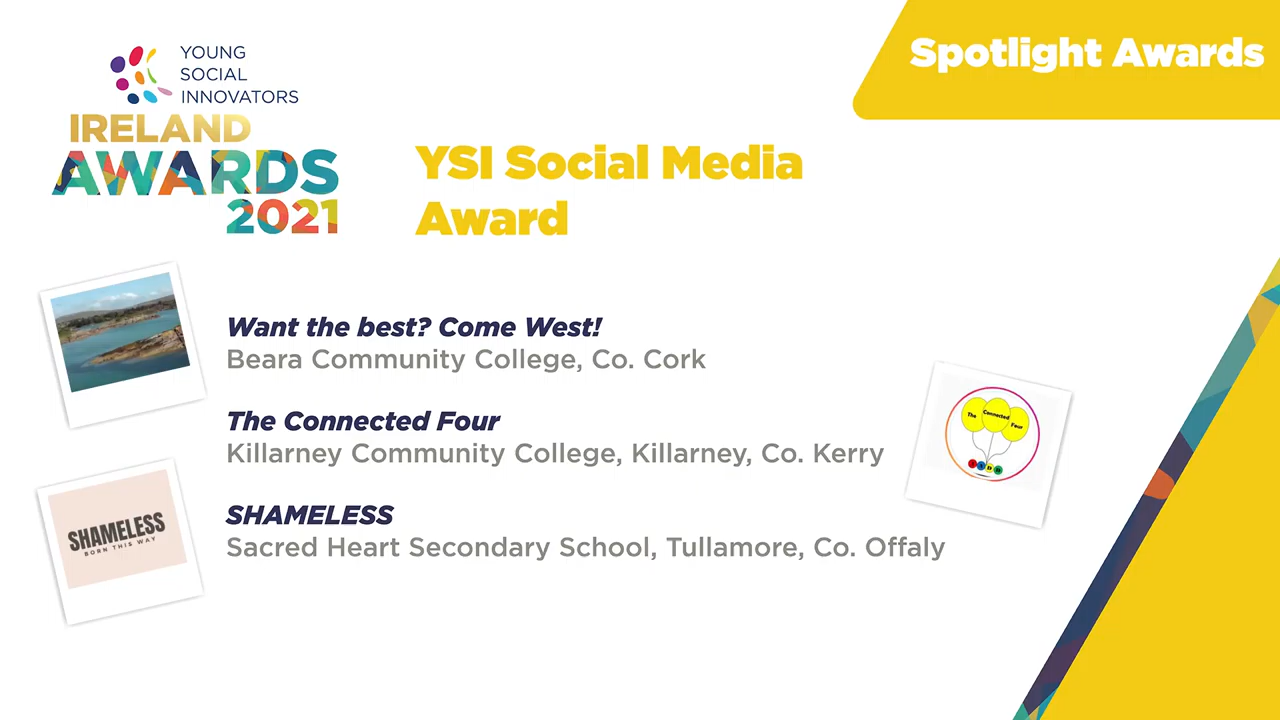 YOUNG
SOCIAL
INNOVATORS
IRELAND
AWARDS
2021
Spotlight Awards
YSI Social Media
Award
Want the best? Come West!
Beara Community College, Co. Cork
The Connected Four
Killarney Community College, Killarney, Co. Kerry
The
Connected
Four
SHAMELESS
BORN THIS WAY
SHAMELESS
Sacred Heart Secondary School, Tullamore, Co. Offaly